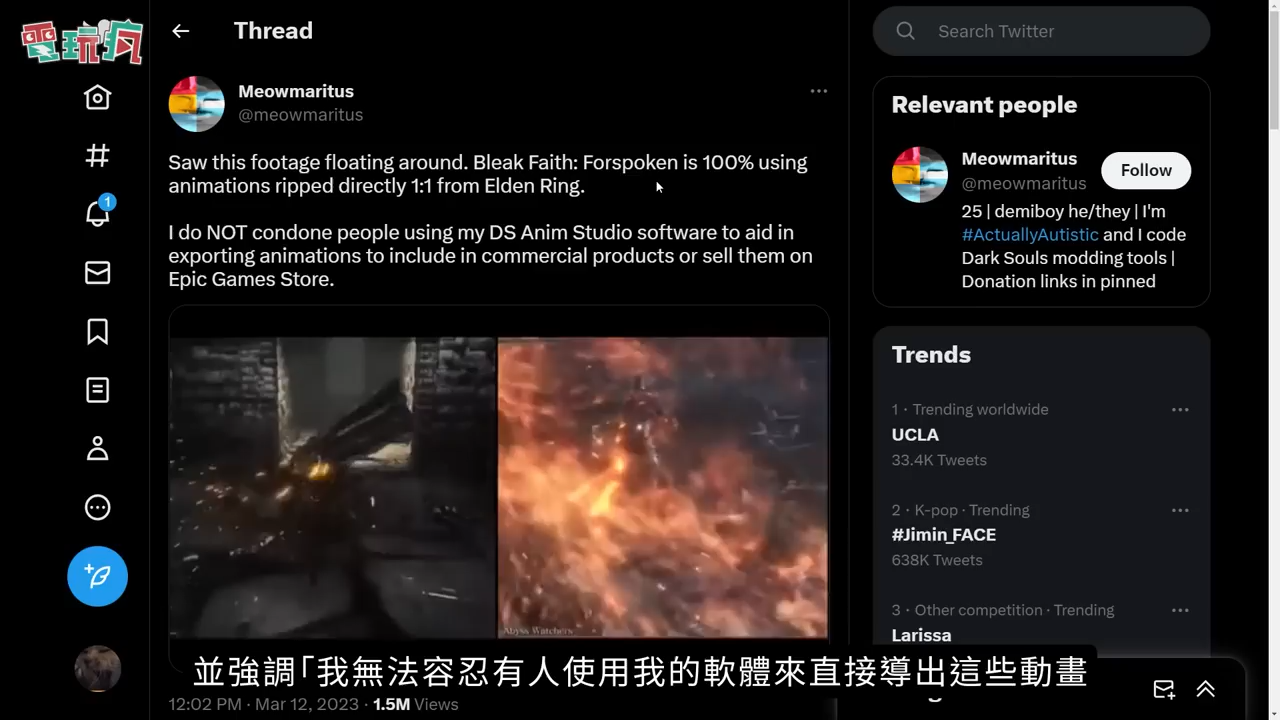 電玩瘋
Thread
Meowmaritus
@meowmaritus
Saw this footage floating around. Bleak Faith: Forspoken is 100% using
animations ripped directly 1:1 from Elden Ring.
I do NOT condone people using my DS Anim Studio software to aid in
exporting animations to include in commercial products or sell them on
Epic Games Store.
Abyss Watchers
12:02 PM · Mar 12, 2023 · 1.5M Views
1
Search Twitter
Relevant people
Meowmaritus
@meowmaritus
Follow
25 | demiboy he/they | I'm
#ActuallyAutistic and I code
Dark Souls modding tools |
Donation links in pinned
Trends
1 · Trending worldwide
UCLA
33.4K Tweets
2 · K-pop · Trending
#Jimin_FACE
638K Tweets
3 · Other competition · Trending
Larissa
並強調「我無法容忍有人使用我的軟體來直接導出這些動畫